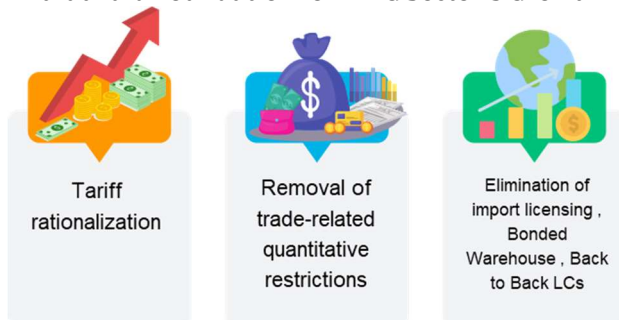 Tariff
rationalization
Removal of
trade-related
quantitative
restrictions
Elimination of
import licensing ,
Bonded
Warehouse , Back
to Back LCs